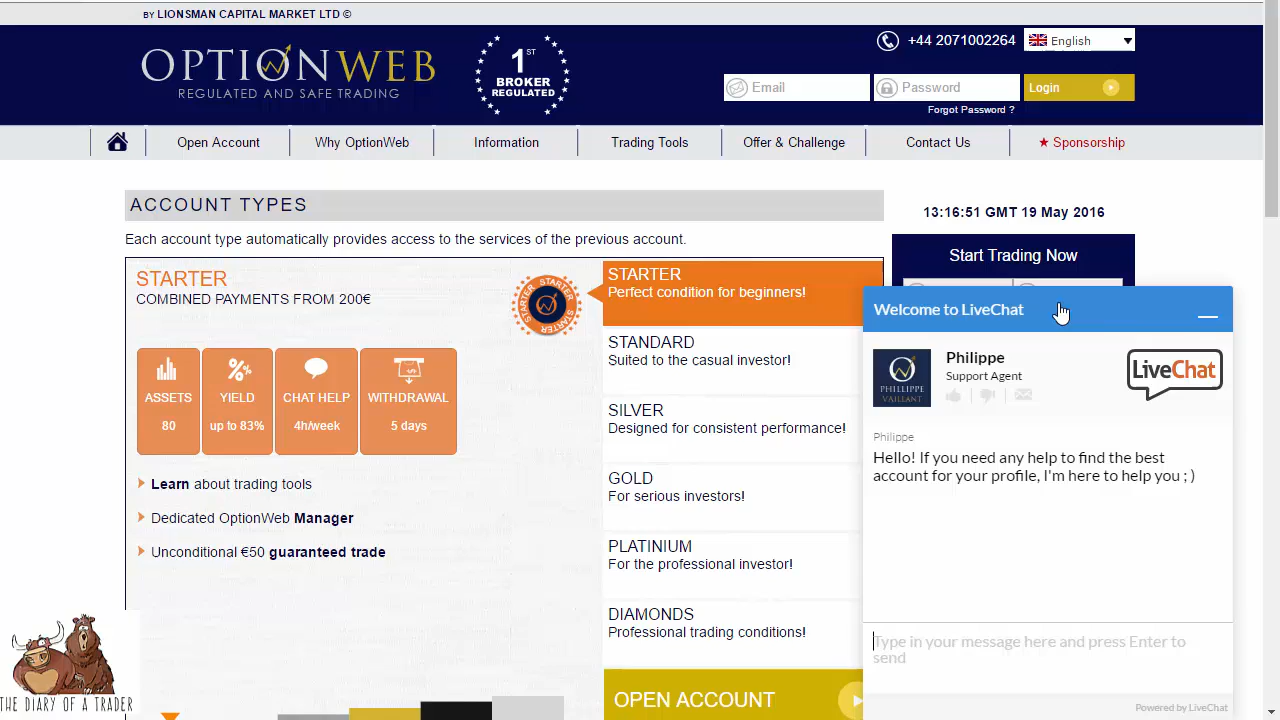 BY LIONSMAN CAPITAL MARKET LTD ©
OPTIONWEB
REGULATED AND SAFE TRADING
1ST
BROKER
REGULATED
+44 2071002264
English
Email
Password
Login
Forgot Password ?
Open Account
Why OptionWeb
Information
Trading Tools
Offer & Challenge
Contact Us
★ Sponsorship
ACCOUNT TYPES
13:16:51 GMT 19 May 2016
Each account type automatically provides access to the services of the previous account.
Start Trading Now
STARTER
COMBINED PAYMENTS FROM 200€
STARTER STARTER
ASSETS
80
YIELD
up to 83%
CHAT HELP
4h/week
WITHDRAWAL
5 days
Learn about trading tools
Dedicated OptionWeb Manager
Unconditional €50 guaranteed trade
STARTER
Perfect condition for beginners!
STANDARD
Suited to the casual investor!
SILVER
Designed for consistent performance!
GOLD
For serious investors!
PLATINIUM
For the professional investor!
DIAMONDS
Professional trading conditions!
OPEN ACCOUNT
Welcome to LiveChat
PHILLIPPE
VAILLANT
Philippe
Support Agent
LiveChat
Philippe
Hello! If you need any help to find the best
account for your profile, I'm here to help you ; )
Type in your message here and press Enter to
send
Powered by LiveChat
THE DIARY OF A TRADER